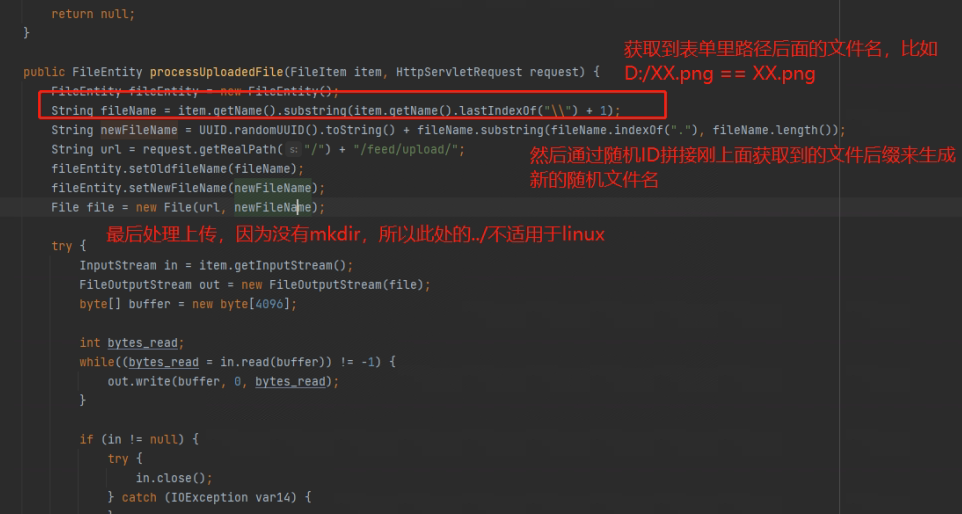 return null;
}
public FileEntity processUploadedFile(FileItem item, HttpServletRequest request) {
获取到表单里路径后面的文件名，比如
D:/XX.png == XX.png
FileEntity fileEntity = new FileEntity();
String fileName = item.getName().substring(item.getName().lastIndexOf("\\") + 1);
String newFileName = UUID.randomUUID().toString() + fileName.substring(fileName.indexOf("."), fileName.length());
String url = request.getRealPath( s: "/") + "/feed/upload/";
然后通过随机ID拼接刚上面获取到的文件后缀来生成
新的随机文件名
fileEntity.setOldfileName(fileName);
fileEntity.setNewFileName(newFileName);
File file = new File(url, newFileName);
最后处理上传，因为没有mkdir，所以此处的../不适用于linux
try {
InputStream in = item.getInputStream();
FileOutputStream out = new FileOutputStream(file);
byte[] buffer = new byte[4096];
int bytes_read;
while((bytes_read = in.read(buffer)) != -1) {
out.write(buffer, 0, bytes_read);
}
if (in != null) {
try {
in.close();
} catch (IOException var14) {